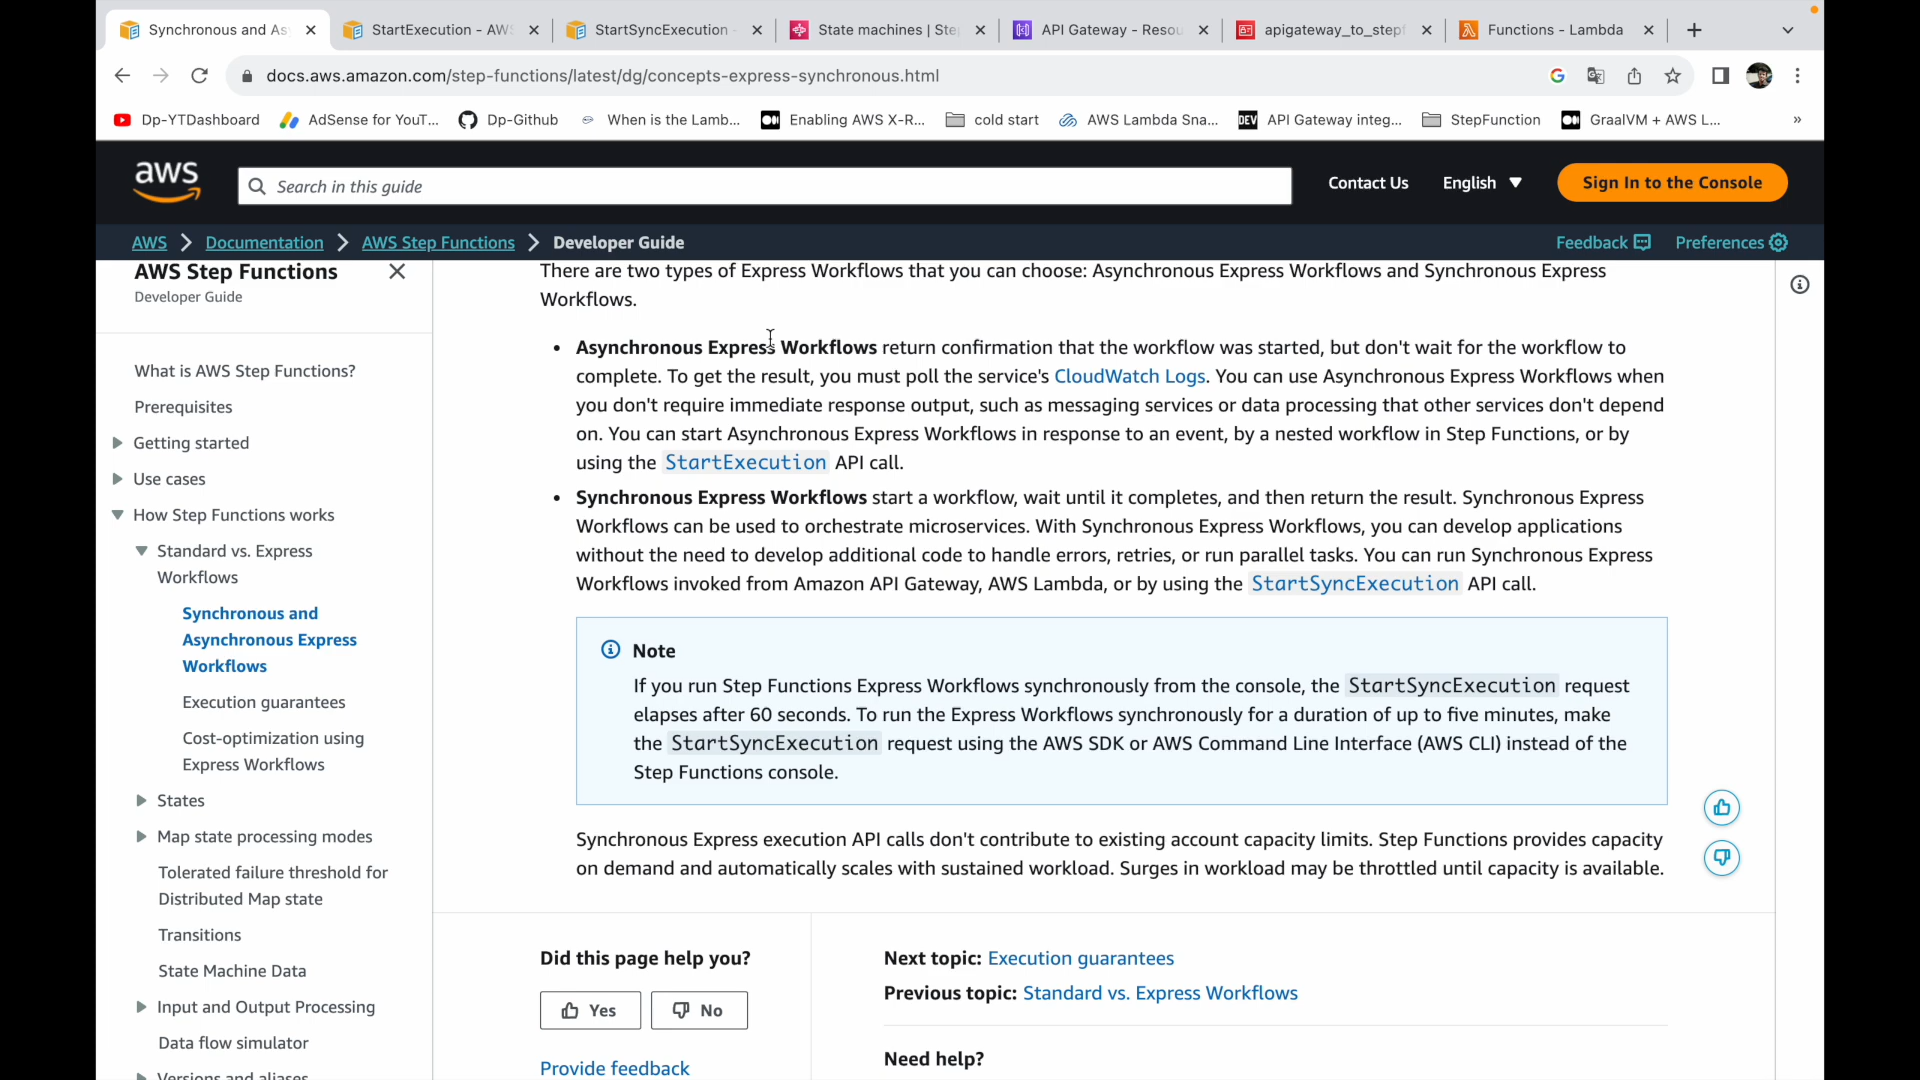 Synchronous and As
StartExecution - AWS
StartSyncExecution -
State machines | Step
API Gateway - Resou
apigateway_to_stepf
Functions - Lambda
docs.aws.amazon.com/step-functions/latest/dg/concepts-express-synchronous.html
Dp-YTDashboard
AdSense for YouT...
Dp-Github
When is the Lamb...
Enabling AWS X-R...
cold start
AWS Lambda Sna...
DEV
API Gateway integ...
StepFunction
GraalVM + AWS L...
»
aws
Search in this guide
Contact Us
English
Sign In to the Console
AWS
Documentation
AWS Step Functions
Developer Guide
Feedback
Preferences
AWS Step Functions
Developer Guide
What is AWS Step Functions?
Prerequisites
Getting started
Use cases
How Step Functions works
Standard vs. Express
Workflows
Synchronous and
Asynchronous Express
Workflows
Execution guarantees
Cost-optimization using
Express Workflows
States
Map state processing modes
Tolerated failure threshold for
Distributed Map state
Transitions
State Machine Data
Input and Output Processing
Data flow simulator
Versions and aliases
There are two types of Express Workflows that you can choose: Asynchronous Express Workflows and Synchronous Express
Workflows.
• Asynchronous Express Workflows return confirmation that the workflow was started, but don't wait for the workflow to
complete. To get the result, you must poll the service's CloudWatch Logs. You can use Asynchronous Express Workflows when
you don't require immediate response output, such as messaging services or data processing that other services don't depend
on. You can start Asynchronous Express Workflows in response to an event, by a nested workflow in Step Functions, or by
using the StartExecution API call.
• Synchronous Express Workflows start a workflow, wait until it completes, and then return the result. Synchronous Express
Workflows can be used to orchestrate microservices. With Synchronous Express Workflows, you can develop applications
without the need to develop additional code to handle errors, retries, or run parallel tasks. You can run Synchronous Express
Workflows invoked from Amazon API Gateway, AWS Lambda, or by using the StartSyncExecution API call.
Note
If you run Step Functions Express Workflows synchronously from the console, the StartSyncExecution request
elapses after 60 seconds. To run the Express Workflows synchronously for a duration of up to five minutes, make
the StartSyncExecution request using the AWS SDK or AWS Command Line Interface (AWS CLI) instead of the
Step Functions console.
Synchronous Express execution API calls don't contribute to existing account capacity limits. Step Functions provides capacity
on demand and automatically scales with sustained workload. Surges in workload may be throttled until capacity is available.
Did this page help you?
Yes
No
Provide feedback
Next topic: Execution guarantees
Previous topic: Standard vs. Express Workflows
Need help?